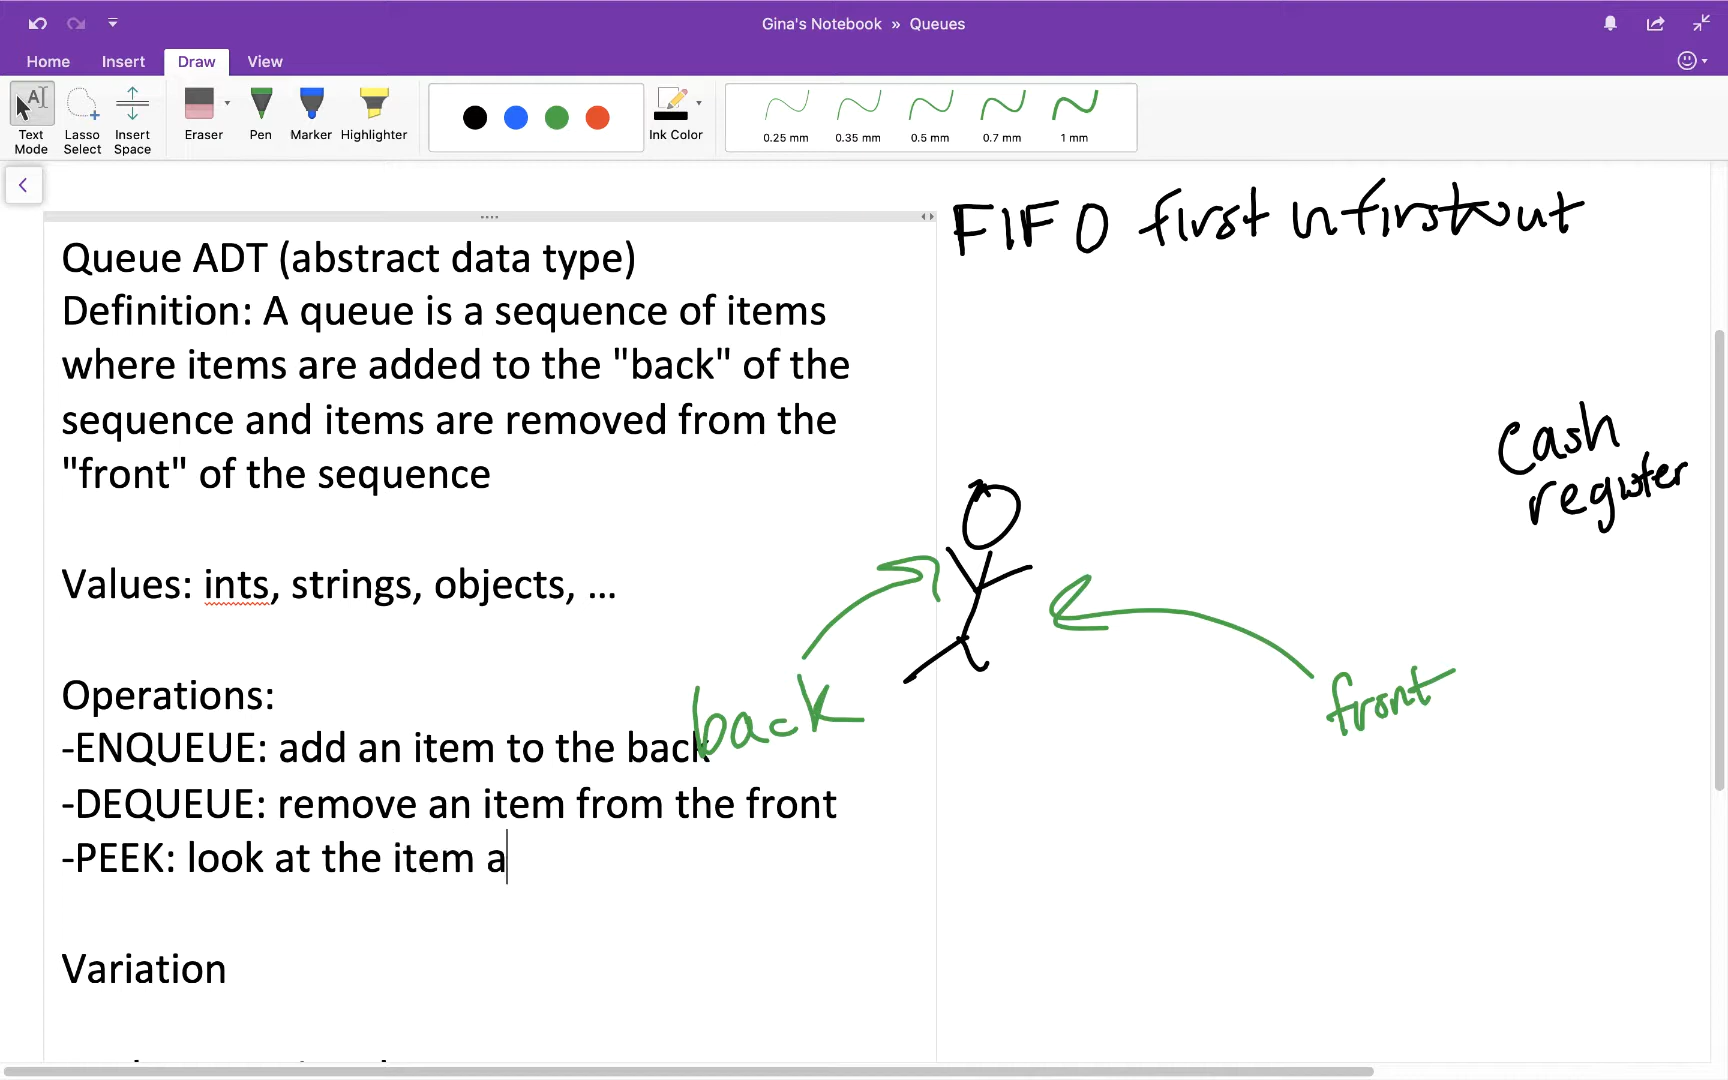 Gina's Notebook » Queues
Home Insert Draw View
Text Mode
Lasso Select
Insert Space
Eraser
Pen
Marker
Highlighter
Ink Color
0.25 mm
0.35 mm
0.5 mm
0.7 mm
1 mm
FIFO first in first out
Queue ADT (abstract data type)
Definition: A queue is a sequence of items
where items are added to the "back" of the
sequence and items are removed from the
"front" of the sequence
Cash
register
Values: ints, strings, objects, ...
back
front
Operations:
-ENQUEUE: add an item to the back
-DEQUEUE: remove an item from the front
-PEEK: look at the item a
Variation